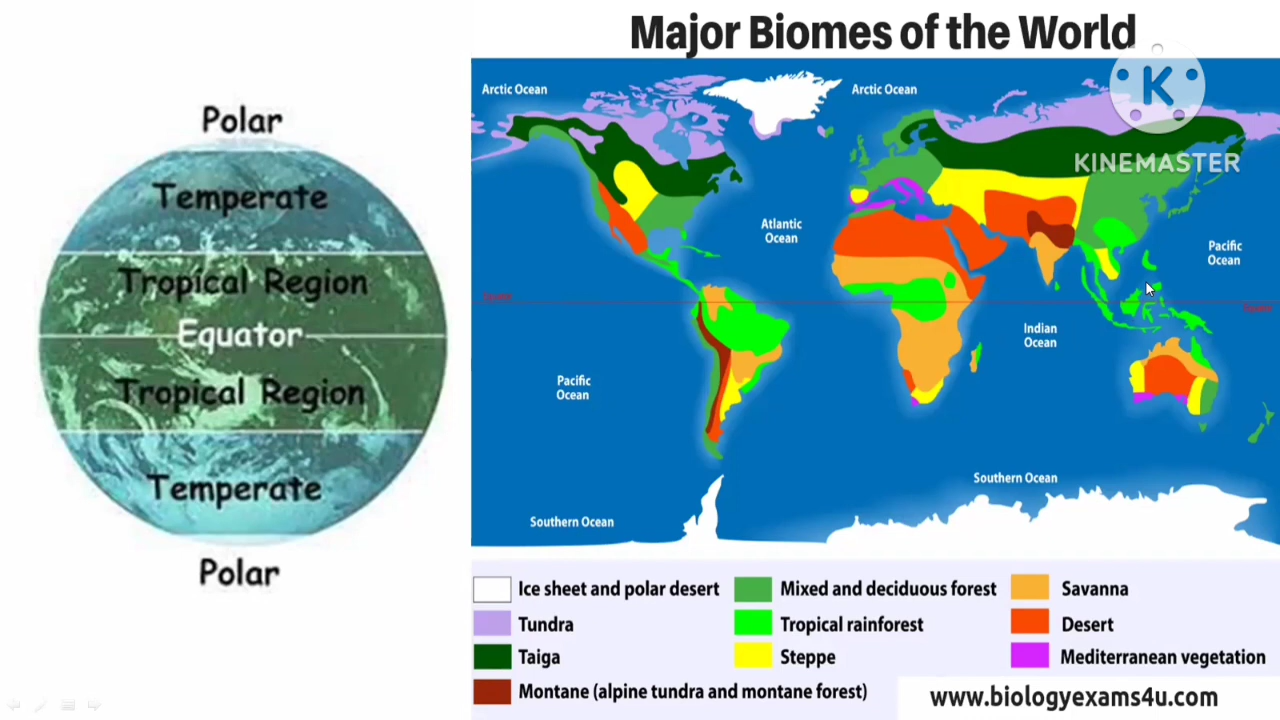 Major Biomes of the World
Polar
Temperate
Tropical Region
Equator
Tropical Region
Temperate
Polar
Arctic Ocean
Arctic Ocean
K
KINEMASTER
Atlantic
Ocean
Pacific
Ocean
Indian
Ocean
Pacific
Ocean
Southern Ocean
Southern Ocean
Ice sheet and polar desert
Mixed and deciduous forest
Savanna
Tundra
Tropical rainforest
Desert
Taiga
Steppe
Mediterranean vegetation
Montane (alpine tundra and montane forest)
www.biologyexams4u.com